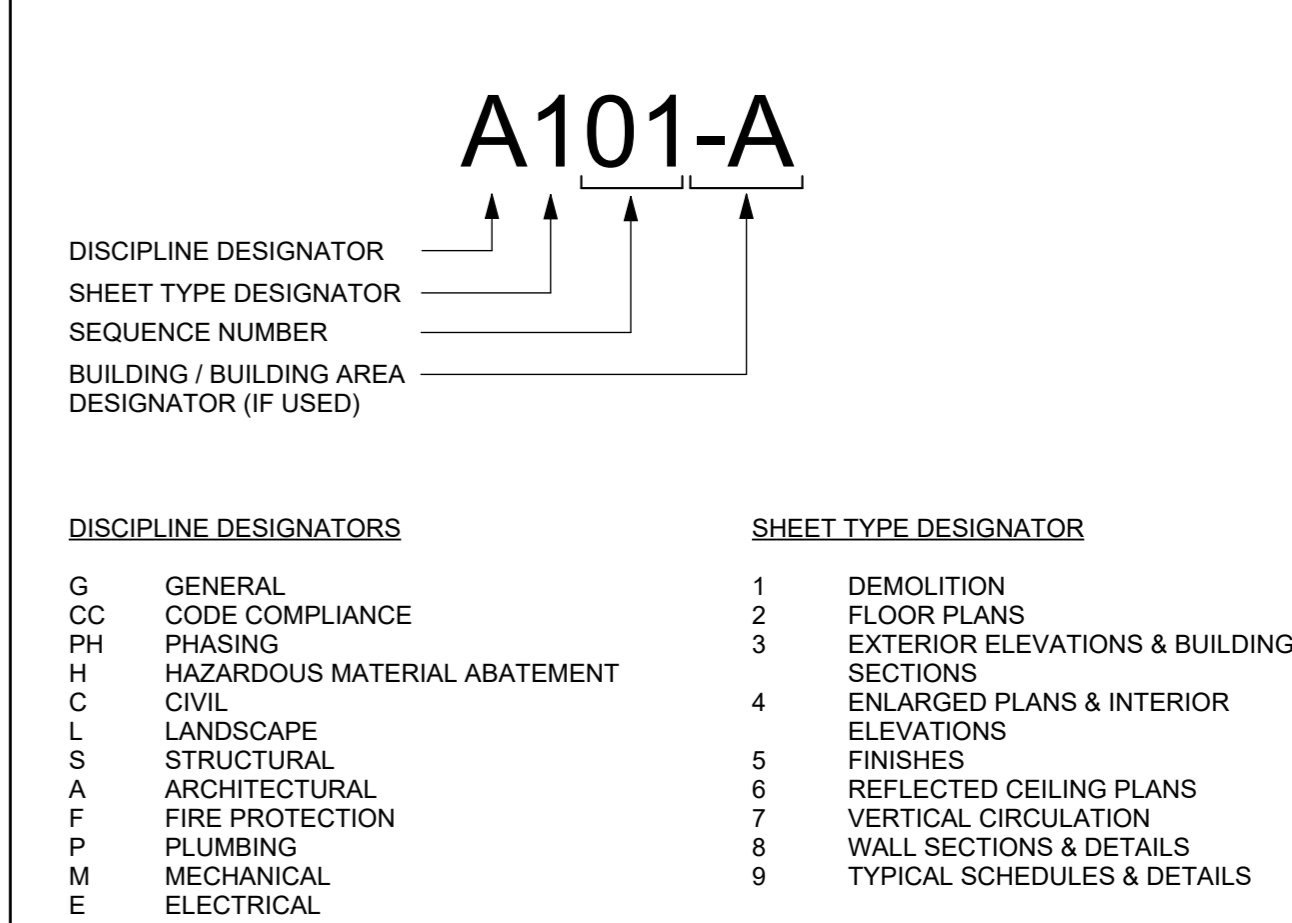 A101-A
DISCIPLINE DESIGNATOR
SHEET TYPE DESIGNATOR
SEQUENCE NUMBER
BUILDING / BUILDING AREA
DESIGNATOR (IF USED)
DISCIPLINE DESIGNATORS
G GENERAL
CC CODE COMPLIANCE
PH PHASING
H HAZARDOUS MATERIAL ABATEMENT
C CIVIL
L LANDSCAPE
S STRUCTURAL
A ARCHITECTURAL
F FIRE PROTECTION
P PLUMBING
M MECHANICAL
E ELECTRICAL
SHEET TYPE DESIGNATOR
1 DEMOLITION
2 FLOOR PLANS
3 EXTERIOR ELEVATIONS & BUILDING
SECTIONS
4 ENLARGED PLANS & INTERIOR
ELEVATIONS
5 FINISHES
6 REFLECTED CEILING PLANS
7 VERTICAL CIRCULATION
8 WALL SECTIONS & DETAILS
9 TYPICAL SCHEDULES & DETAILS